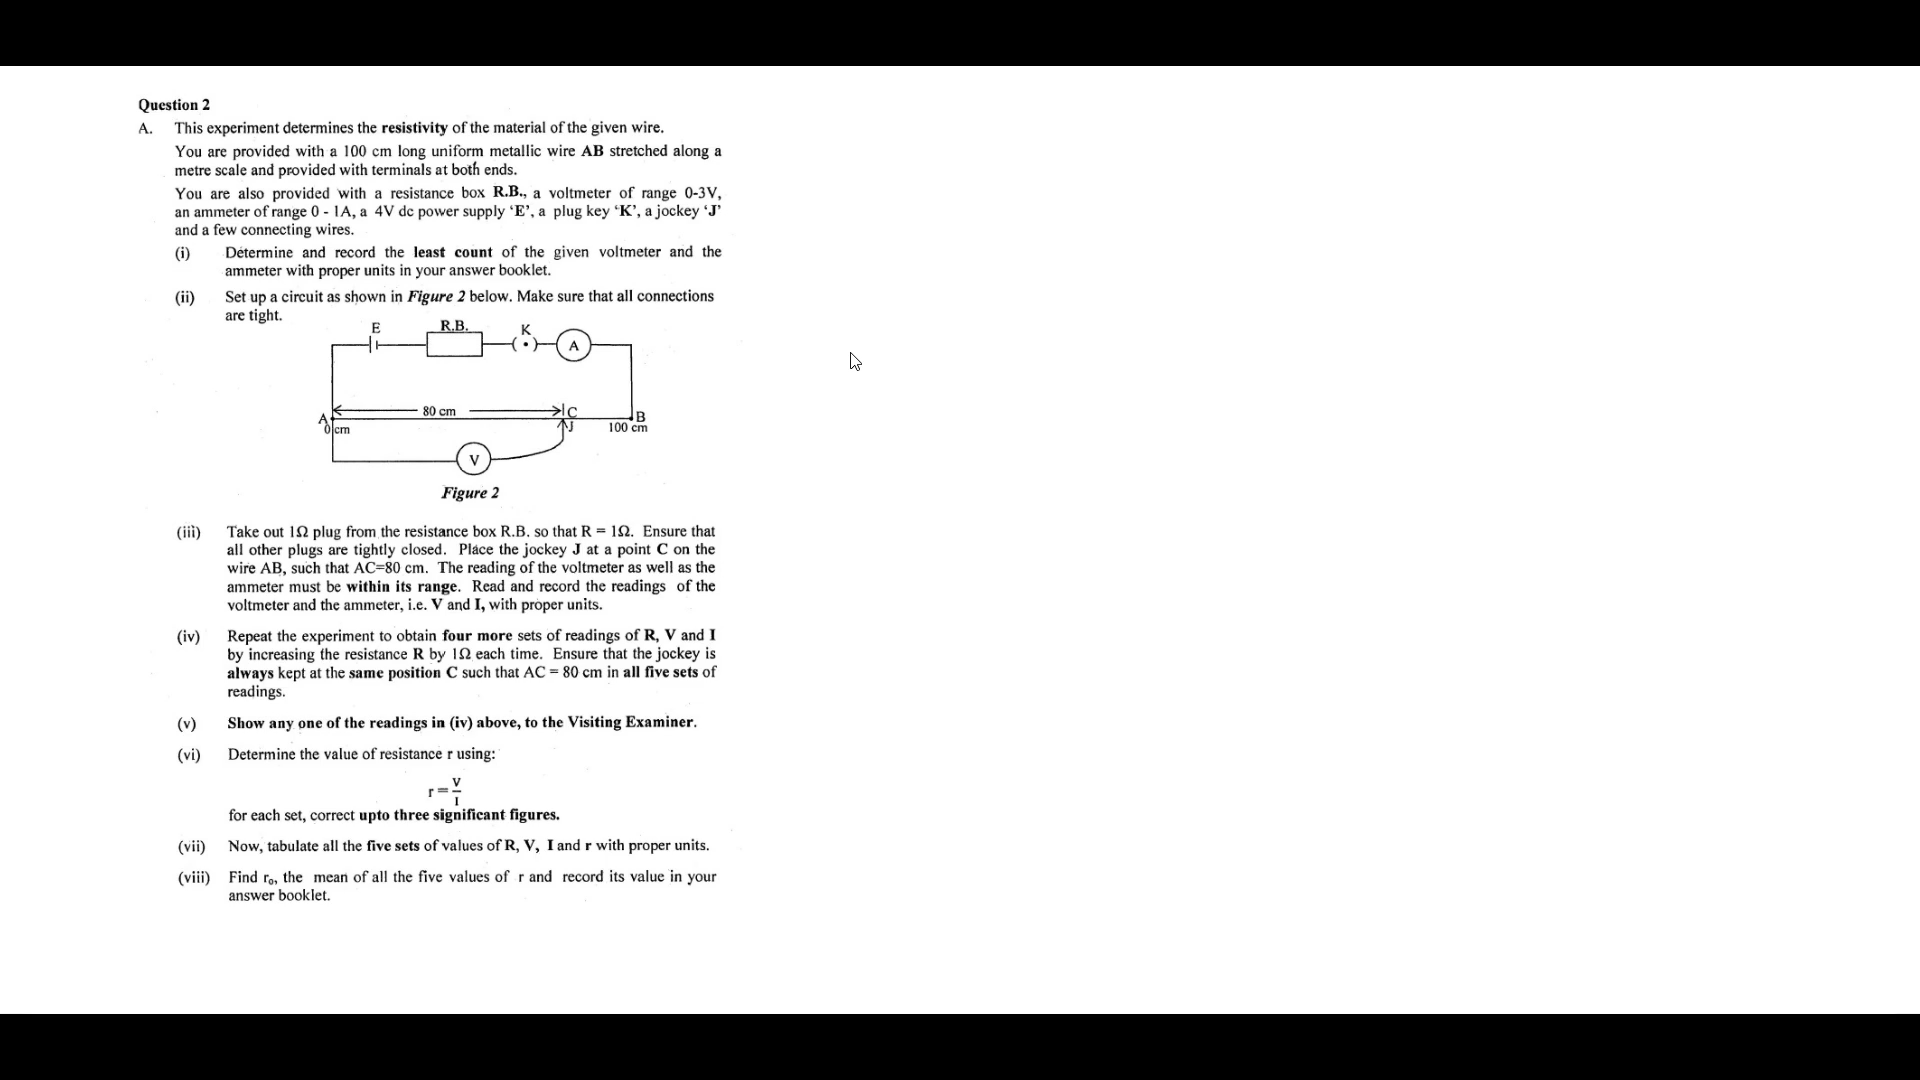 Question 2
A. This experiment determines the resistivity of the material of the given wire.
You are provided with a 100 cm long uniform metallic wire AB stretched along a
metre scale and provided with terminals at both ends.
You are also provided with a resistance box R.B., a voltmeter of range 0-3V,
an ammeter of range 0 - 1A, a 4V dc power supply ‘E’, a plug key ‘K’, a jockey ‘J’
and a few connecting wires.
(i) Determine and record the least count of the given voltmeter and the
ammeter with proper units in your answer booklet.
(ii) Set up a circuit as shown in Figure 2 below. Make sure that all connections
are tight.
E R.B. K
A
80 cm C
A B
0 cm J 100 cm
V
Figure 2
(iii) Take out 1Ω plug from the resistance box R.B. so that R = 1Ω. Ensure that
all other plugs are tightly closed. Place the jockey J at a point C on the
wire AB, such that AC=80 cm. The reading of the voltmeter as well as the
ammeter must be within its range. Read and record the readings of the
voltmeter and the ammeter, i.e. V and I, with proper units.
(iv) Repeat the experiment to obtain four more sets of readings of R, V and I
by increasing the resistance R by 1Ω each time. Ensure that the jockey is
always kept at the same position C such that AC = 80 cm in all five sets of
readings.
(v) Show any one of the readings in (iv) above, to the Visiting Examiner.
(vi) Determine the value of resistance r using:
r = V/I
for each set, correct upto three significant figures.
(vii) Now, tabulate all the five sets of values of R, V, I and r with proper units.
(viii) Find r₀, the mean of all the five values of r and record its value in your
answer booklet.